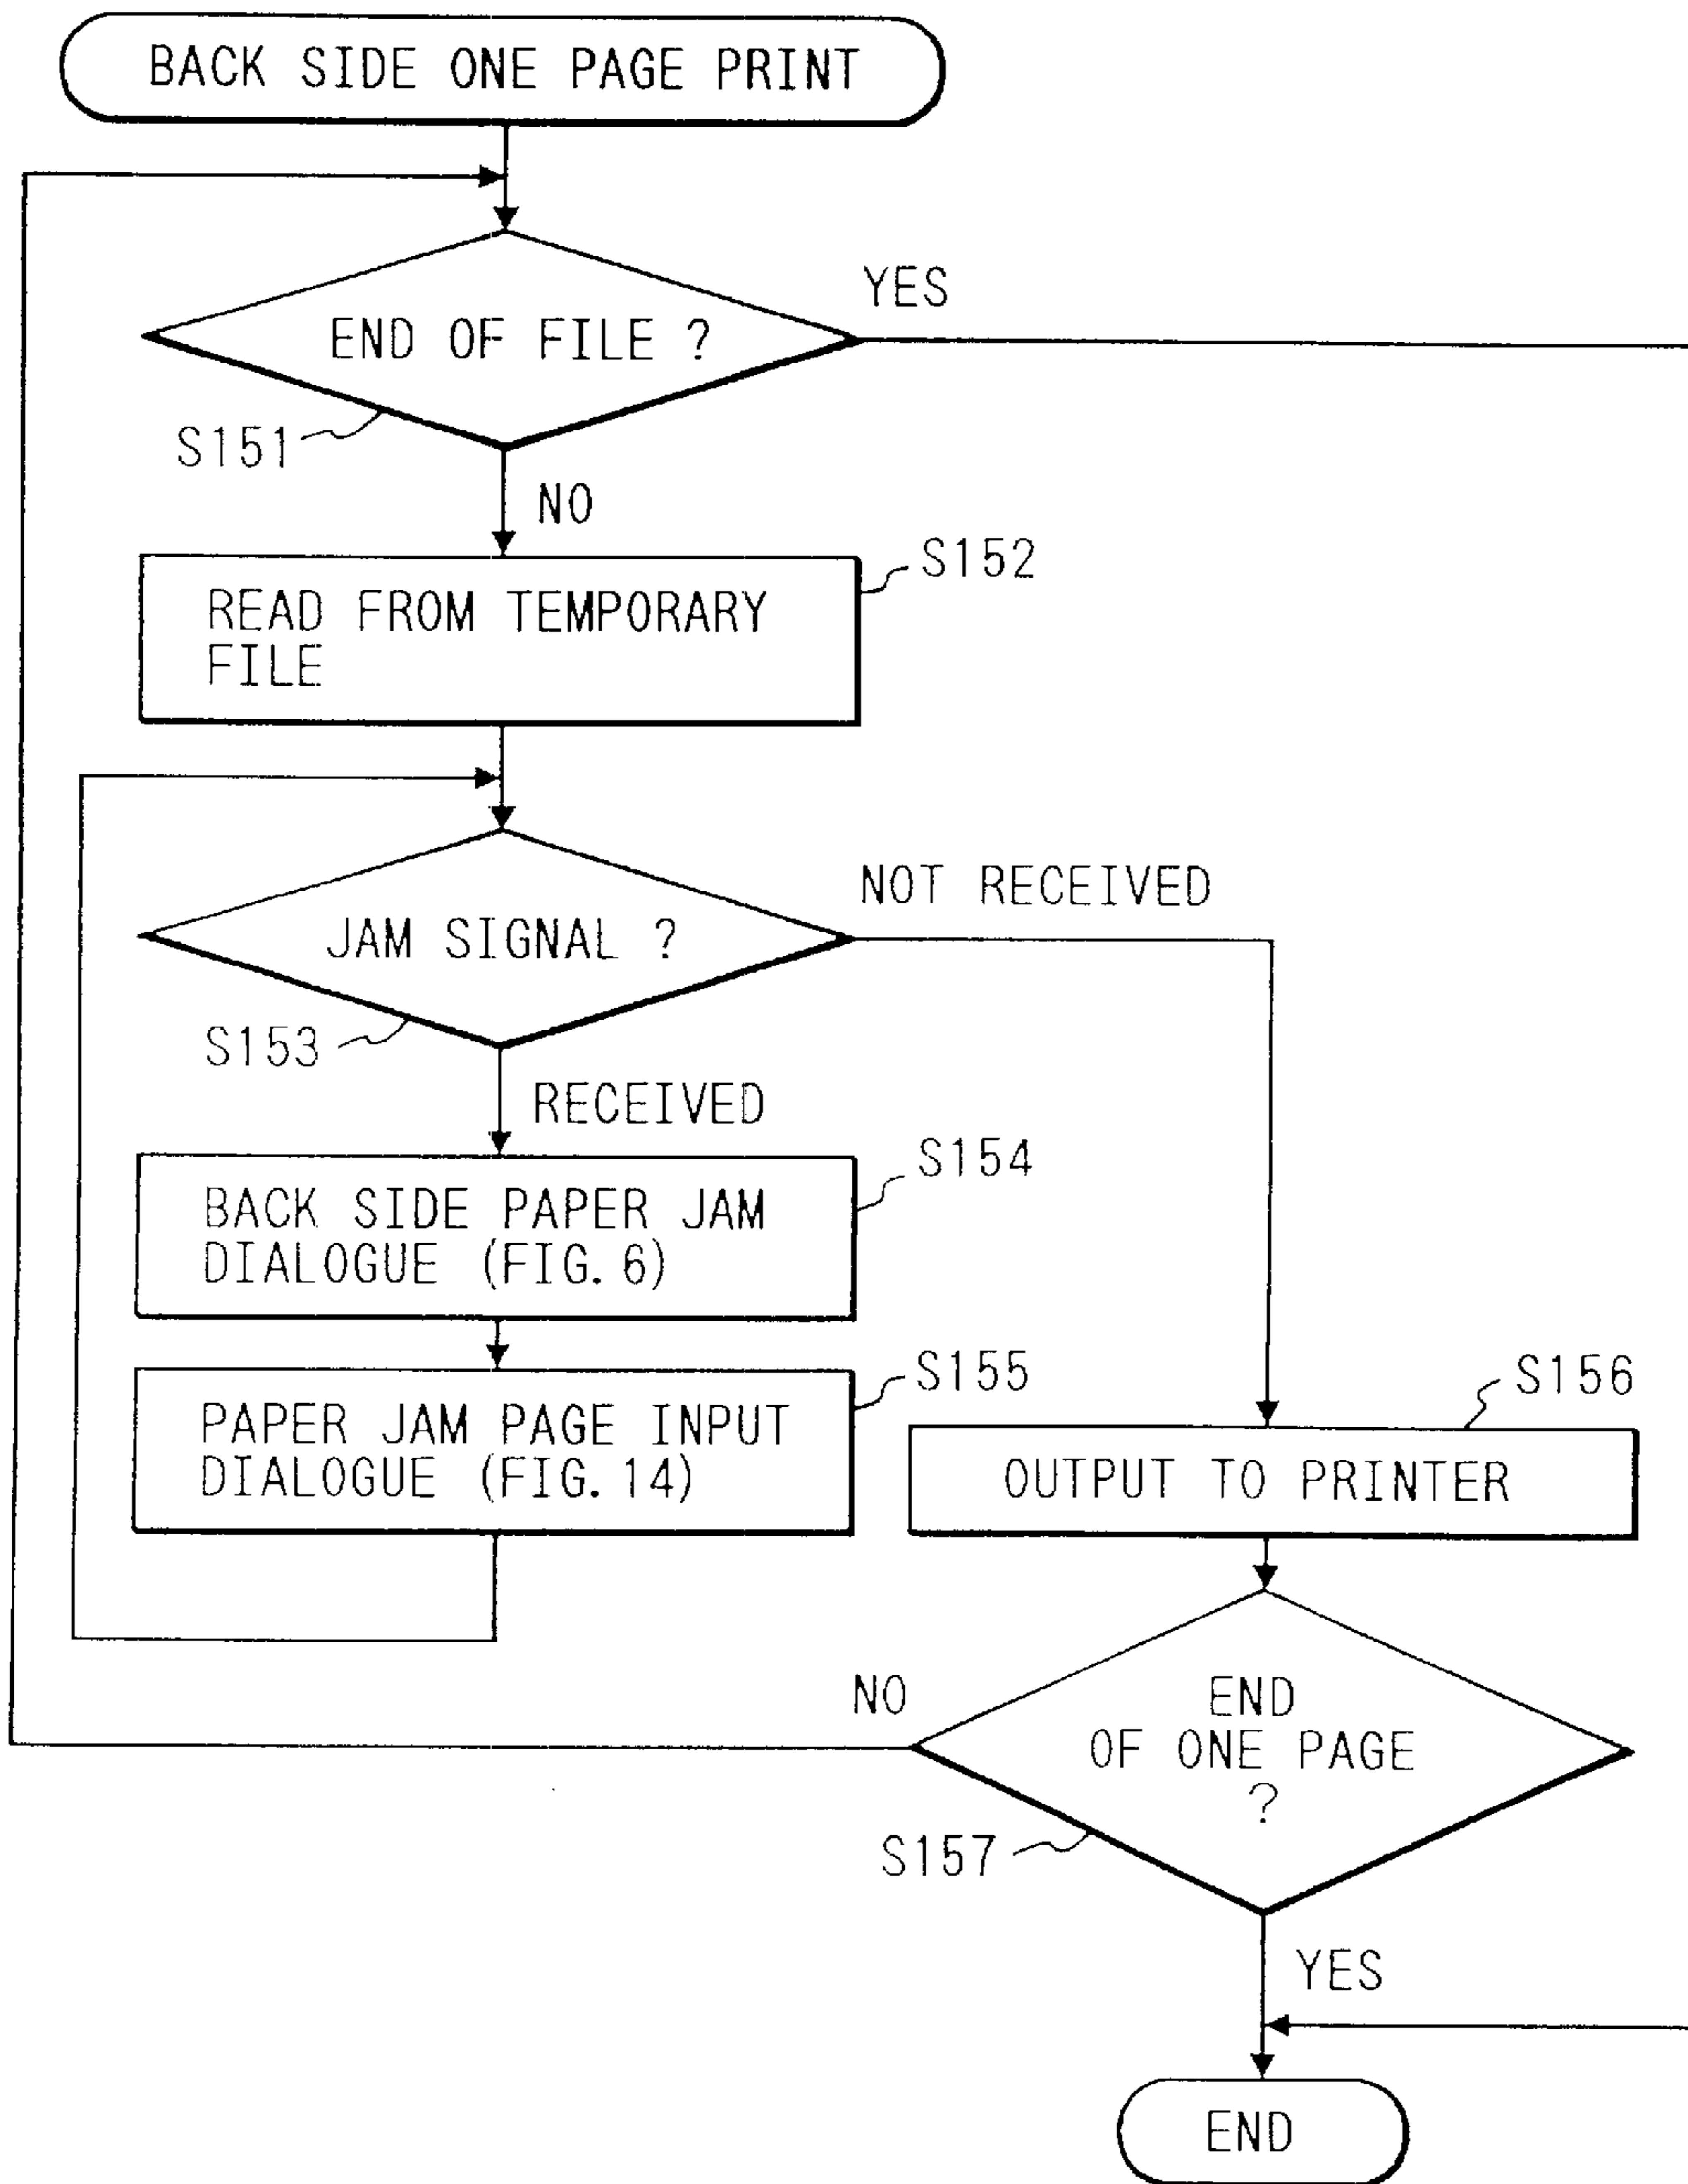 BACK SIDE ONE PAGE PRINT
END OF FILE ?
YES
S151
NO
S152
READ FROM TEMPORARY
FILE
JAM SIGNAL ?
NOT RECEIVED
S153
RECEIVED
S154
BACK SIDE PAPER JAM
DIALOGUE (FIG. 6)
S155
PAPER JAM PAGE INPUT
DIALOGUE (FIG. 14)
S156
OUTPUT TO PRINTER
NO
END
OF ONE PAGE
?
S157
YES
END